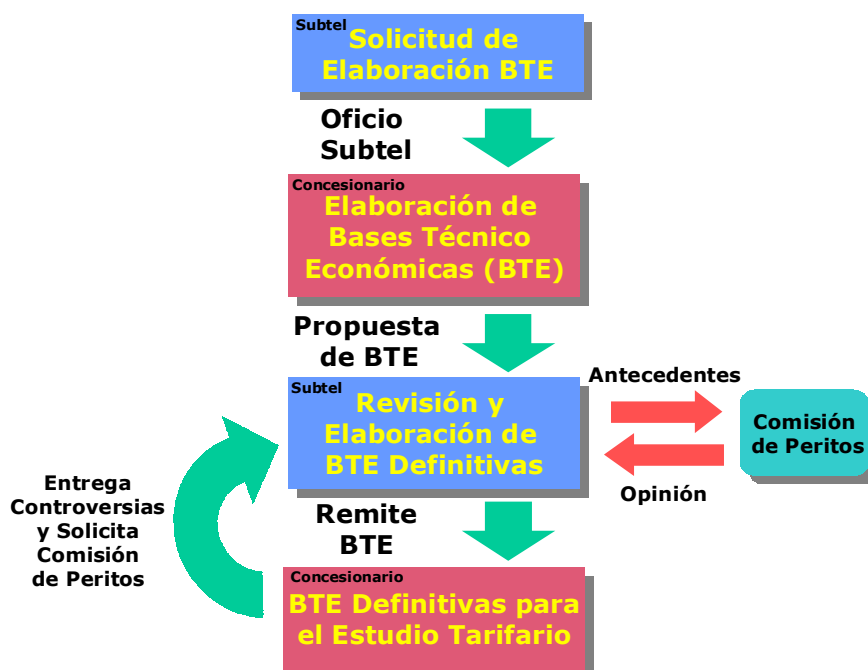 Subtel
Solicitud de
Elaboración BTE
Oficio
Subtel
Concesionario
Elaboración de
Bases Técnico
Económicas (BTE)
Propuesta
de BTE
Subtel
Revisión y
Elaboración de
BTE Definitivas
Antecedentes
Comisión
de Peritos
Opinión
Entrega
Controversias
y Solicita
Comisión
de Peritos
Remite
BTE
Concesionario
BTE Definitivas para
el Estudio Tarifario